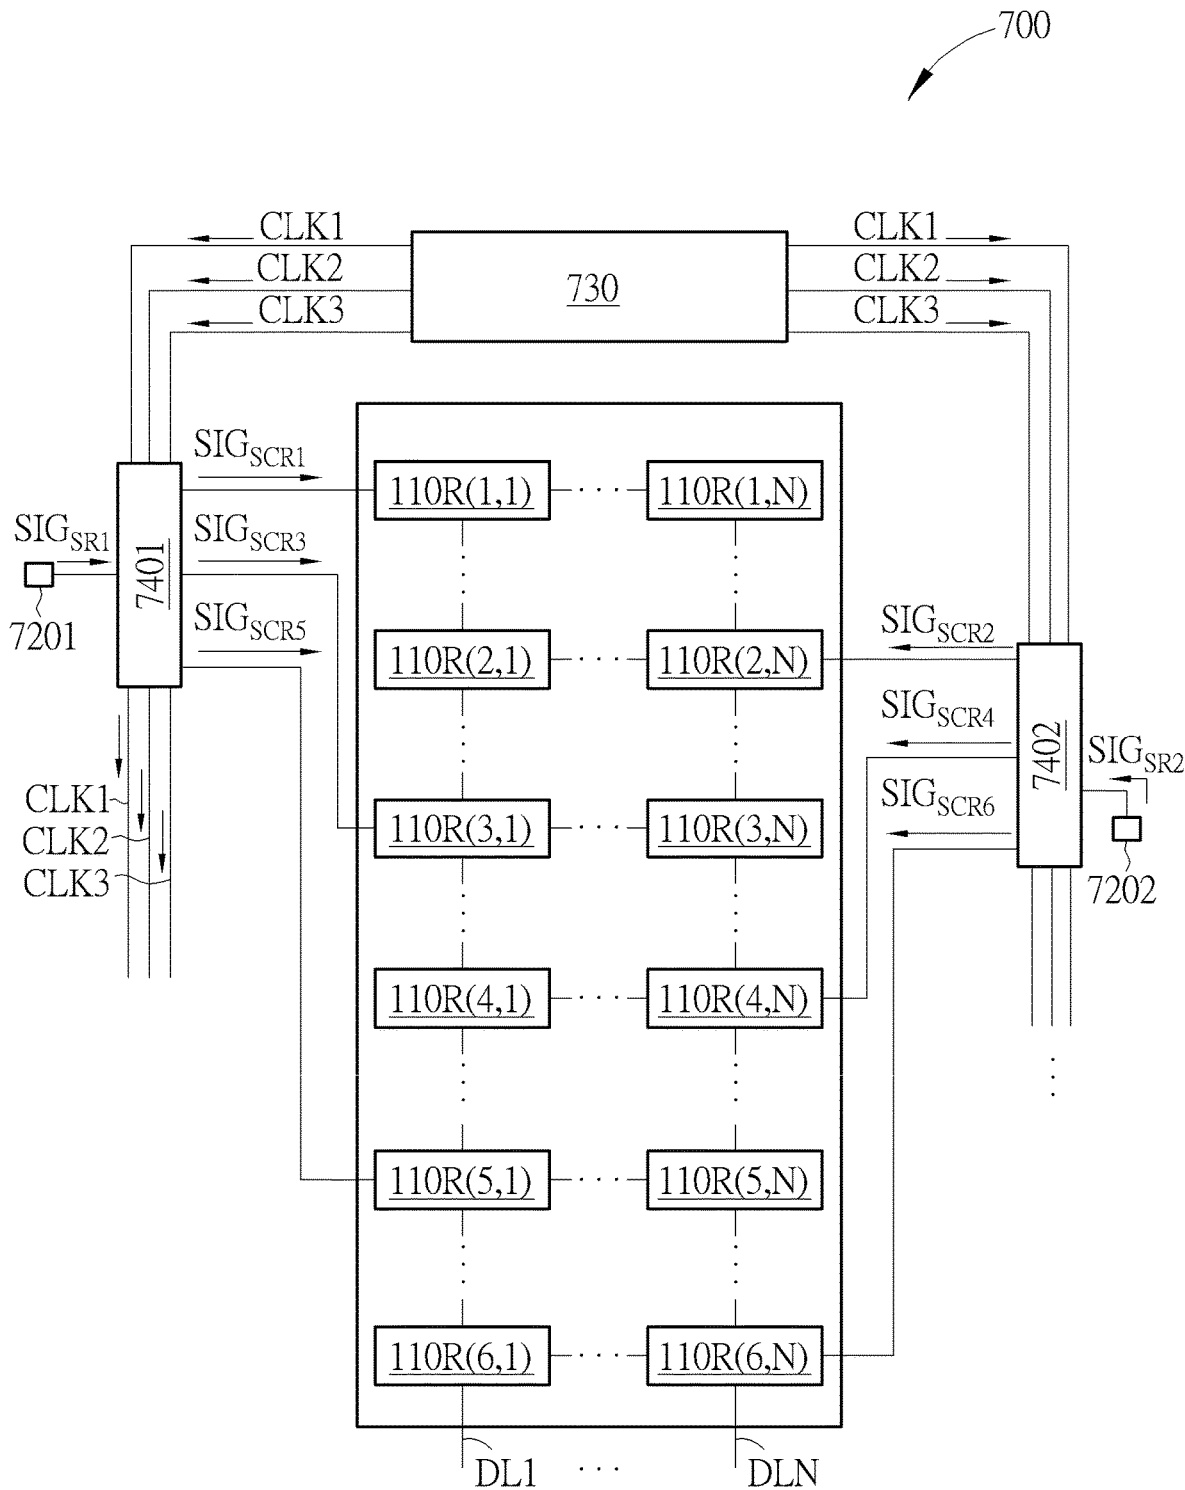 700
CLK1
CLK1
CLK2
CLK2
CLK3
CLK3
730
SIGSCR1
110R(1,1) · · · 110R(1,N)
SIGSR1
7401
SIGSCR3
7201
SIGSCR5
SIGSCR2
110R(2,1) · · · 110R(2,N)
SIGSCR4
7402
SIGSR2
CLK1
CLK2
CLK3
SIGSCR6
110R(3,1) · · · 110R(3,N)
7202
110R(4,1) · · · 110R(4,N)
110R(5,1) · · · 110R(5,N)
110R(6,1) · · · 110R(6,N)
DL1 · · · DLN